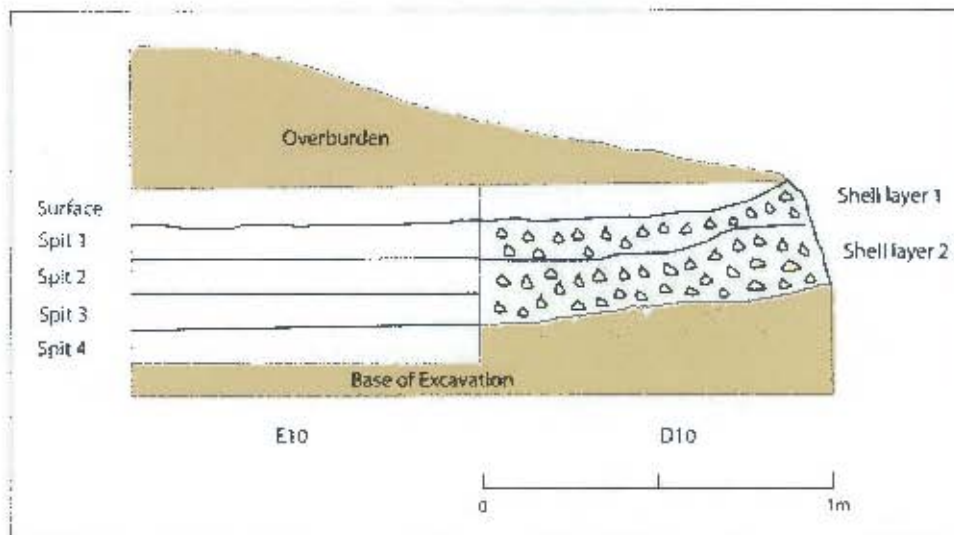 Overburden
Surface
Spit 1
Spit 2
Spit 3
Spit 4
Shell layer 1
Shell layer 2
Base of Excavation
E10
D10
0
1m